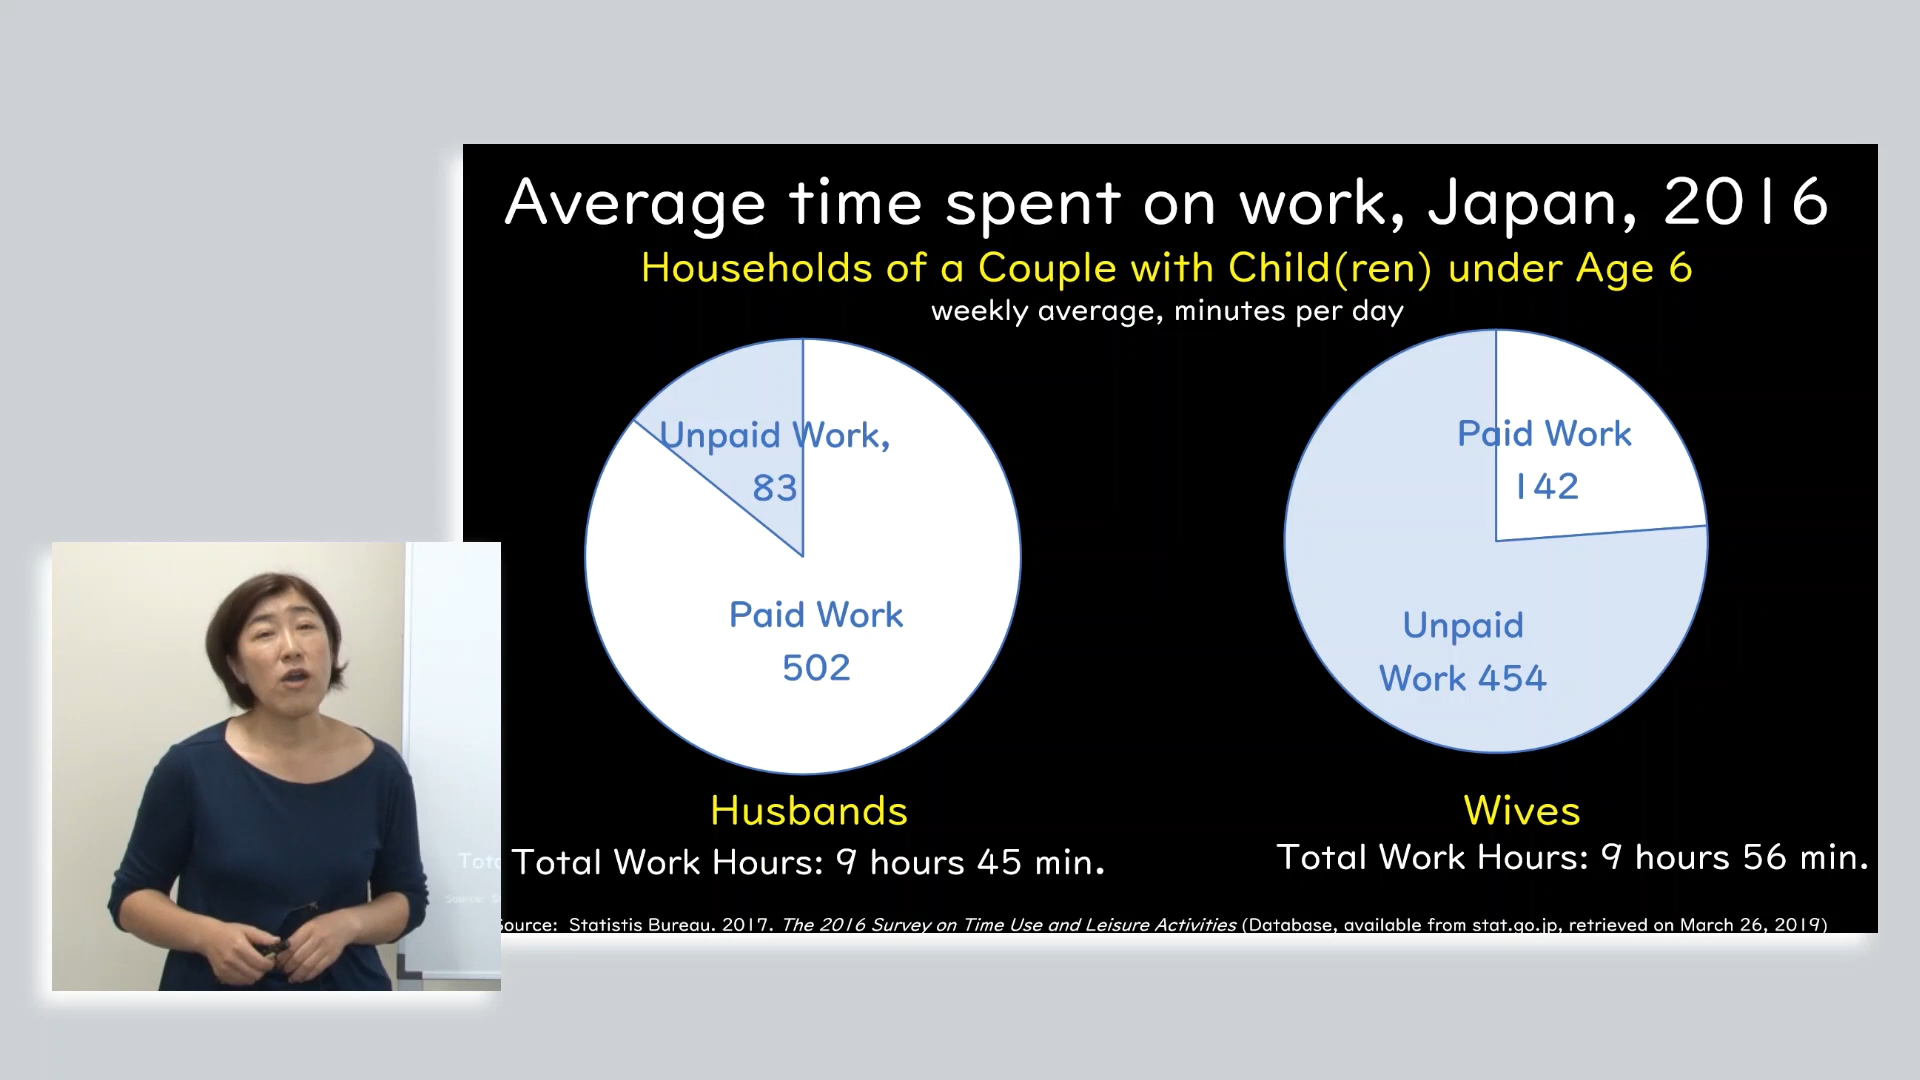 Average time spent on work, Japan, 2016
Households of a Couple with Child(ren) under Age 6
weekly average, minutes per day
Unpaid Work,
83
Paid Work
502
Husbands
Total Work Hours: 9 hours 45 min.
Paid Work
142
Unpaid
Work 454
Wives
Total Work Hours: 9 hours 56 min.
Source: Statistis Bureau. 2017. The 2016 Survey on Time Use and Leisure Activities (Database, available from stat.go.jp, retrieved on March 26, 2019)